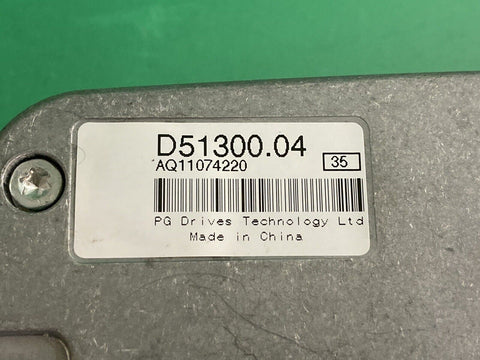 D51300.04
AQ11074220
35
PG Drives Technology Ltd
Made in China